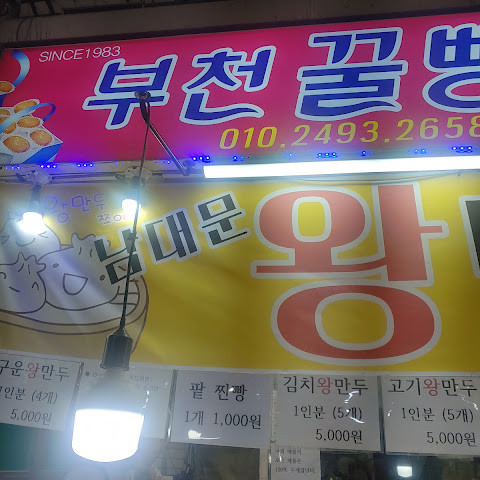 SINCE1983
부천 꿀빵
010.2493.2658
왕만두
남대문 왕
구운왕만두
1인분 (4개)
5,000원
팥 찐빵
1개 1,000원
김치왕만두
1인분 (5개)
5,000원
고기왕만두
1인분 (5개)
5,000원